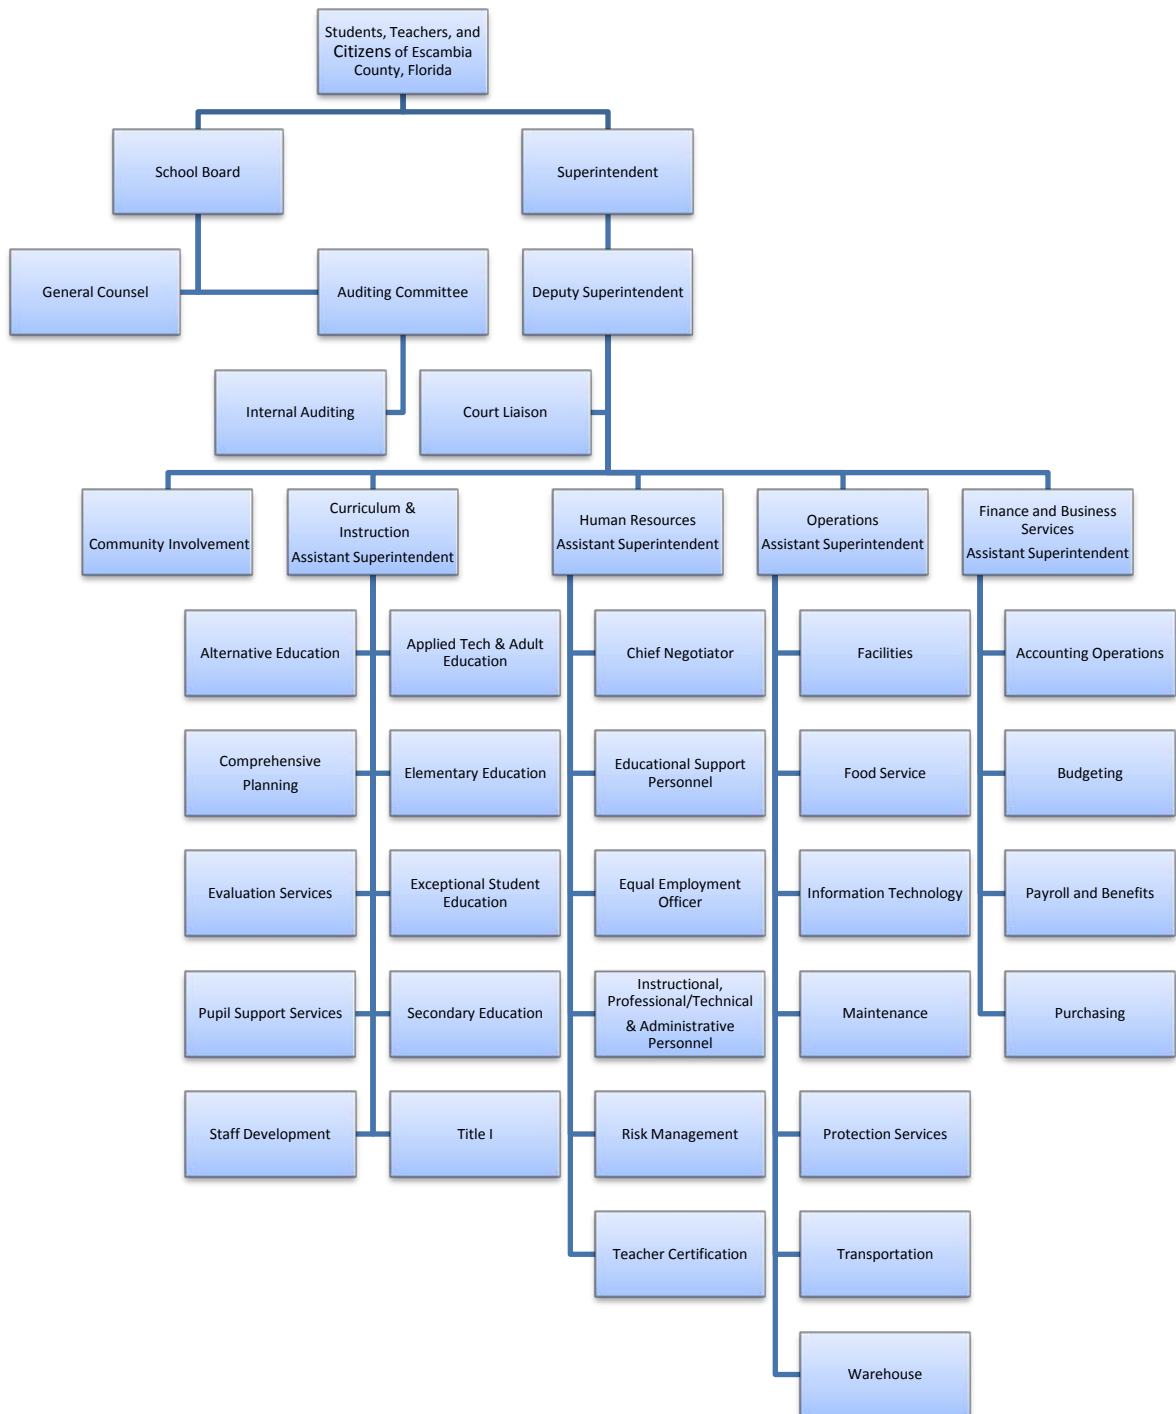 Students, Teachers, and
Citizens of Escambia
County, Florida
School Board
Superintendent
General Counsel
Auditing Committee
Deputy Superintendent
Internal Auditing
Court Liaison
Community Involvement
Curriculum &
Instruction
Assistant Superintendent
Human Resources
Assistant Superintendent
Operations
Assistant Superintendent
Finance and Business
Services
Assistant Superintendent
Alternative Education
Applied Tech & Adult
Education
Chief Negotiator
Facilities
Accounting Operations
Comprehensive
Planning
Elementary Education
Educational Support
Personnel
Food Service
Budgeting
Evaluation Services
Exceptional Student
Education
Equal Employment
Officer
Information Technology
Payroll and Benefits
Pupil Support Services
Secondary Education
Instructional,
Professional/Technical
& Administrative
Personnel
Maintenance
Purchasing
Staff Development
Title I
Risk Management
Protection Services
Teacher Certification
Transportation
Warehouse